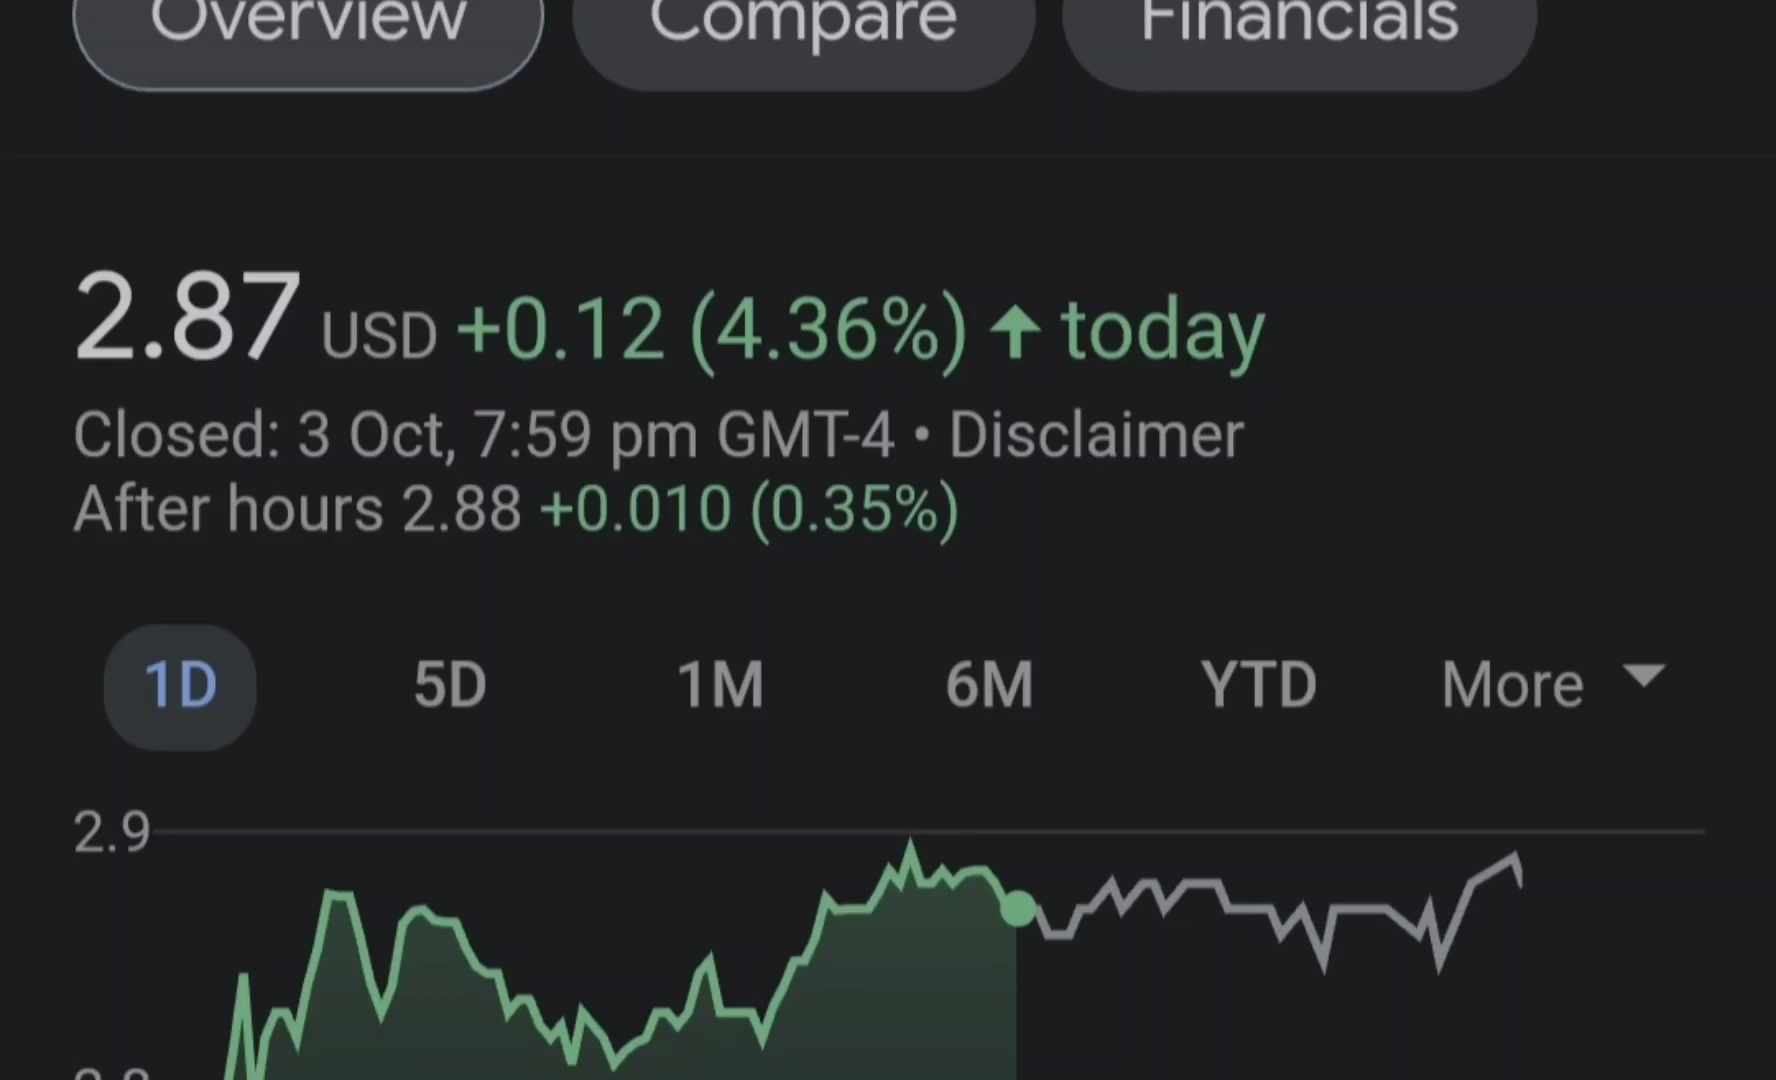 Overview Compare Financials
2.87 USD +0.12 (4.36%) ↑ today
Closed: 3 Oct, 7:59 pm GMT-4 • Disclaimer
After hours 2.88 +0.010 (0.35%)
1D 5D 1M 6M YTD More
2.9